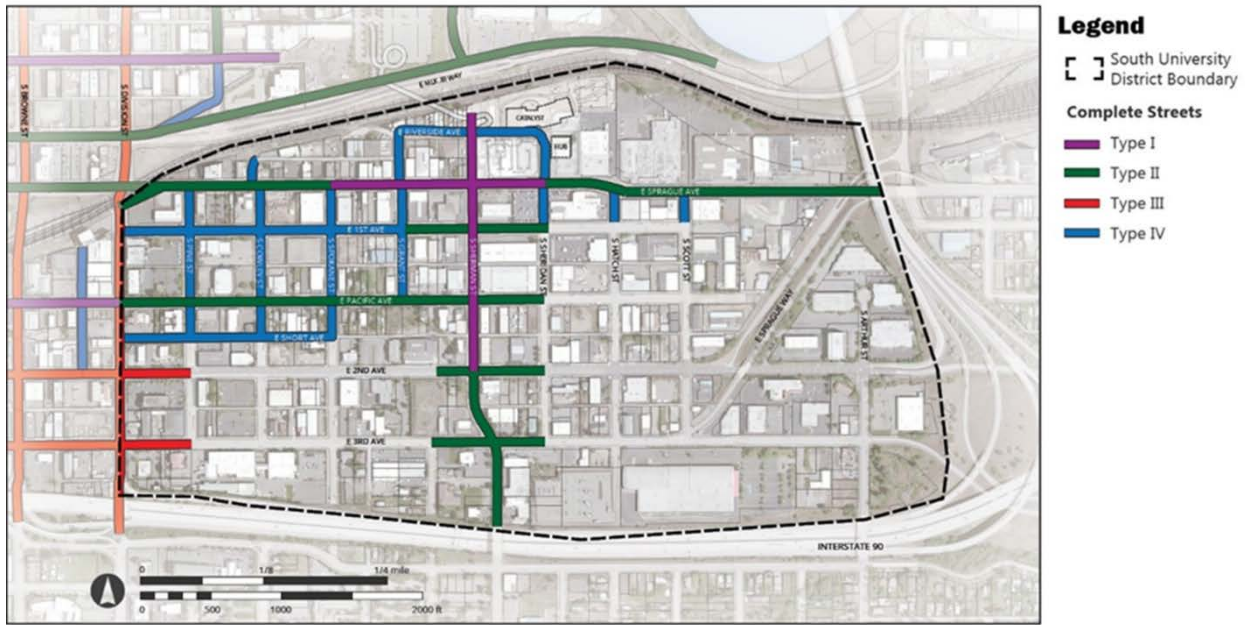 Legend
South University
District Boundary
Complete Streets
Type I
Type II
Type III
Type IV
S BROWNE ST
S DIVISION ST
E MLK JR WAY
CATALYST
HUB
E RIVERSIDE AVE
E SPRAGUE AVE
E 1ST AVE
S PINE ST
S COWLEY ST
S SPOKANE ST
S GRANT ST
S SHERMAN ST
S SHERIDAN ST
S HATCH ST
S SCOTT ST
E PACIFIC AVE
E SPRAGUE WAY
S ARTHUR ST
E SHORT AVE
E 2ND AVE
E 3RD AVE
INTERSTATE 90
0 1/8 1/4 mile
0 500 1000 2000 ft